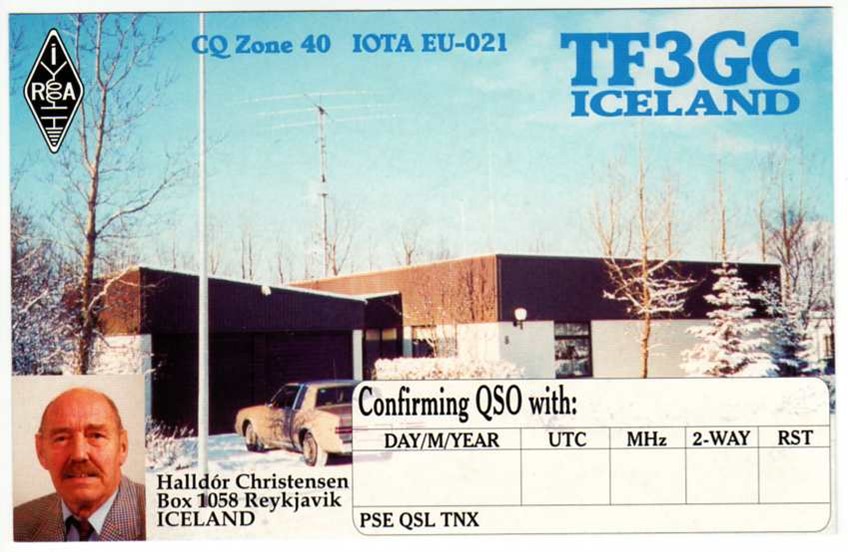 CQ Zone 40 IOTA EU-021
TF3GC
ICELAND
i
R A
Halldór Christensen
Box 1058 Reykjavik
ICELAND
Confirming QSO with:
DAY/M/YEAR UTC MHz 2-WAY RST
PSE QSL TNX